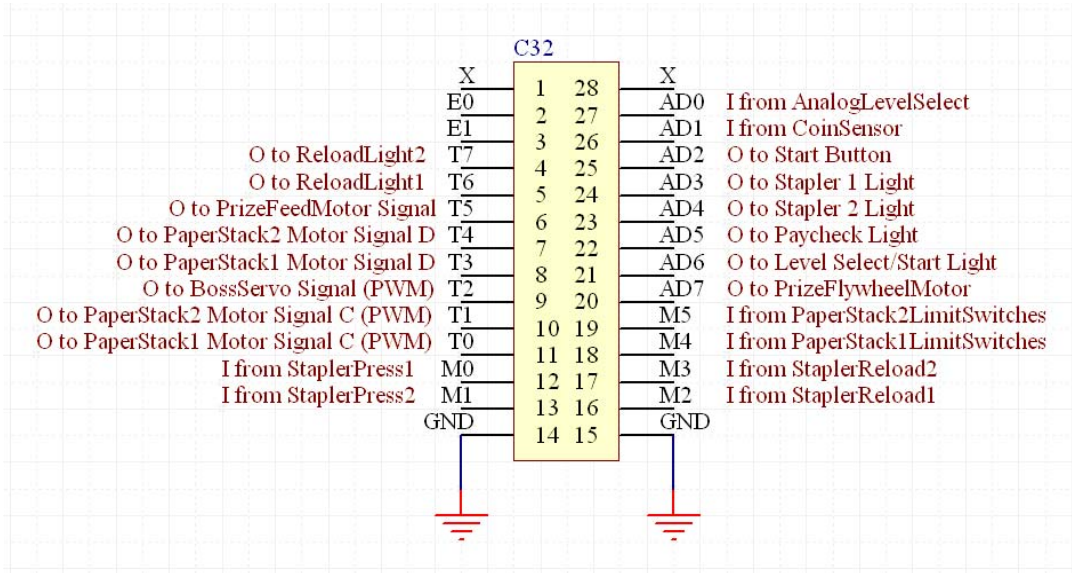 C32
X 1 28 X
E0 2 27 AD0 I from AnalogLevelSelect
E1 3 26 AD1 I from CoinSensor
O to ReloadLight2 T7 4 25 AD2 O to Start Button
O to ReloadLight1 T6 5 24 AD3 O to Stapler 1 Light
O to PrizeFeedMotor Signal T5 6 23 AD4 O to Stapler 2 Light
O to PaperStack2 Motor Signal D T4 7 22 AD5 O to Paycheck Light
O to PaperStack1 Motor Signal D T3 8 21 AD6 O to Level Select/Start Light
O to BossServo Signal (PWM) T2 9 20 AD7 O to PrizeFlywheelMotor
O to PaperStack2 Motor Signal C (PWM) T1 10 19 M5 I from PaperStack2LimitSwitches
O to PaperStack1 Motor Signal C (PWM) T0 11 18 M4 I from PaperStack1LimitSwitches
I from StaplerPress1 M0 12 17 M3 I from StaplerReload2
I from StaplerPress2 M1 13 16 M2 I from StaplerReload1
GND 14 15 GND